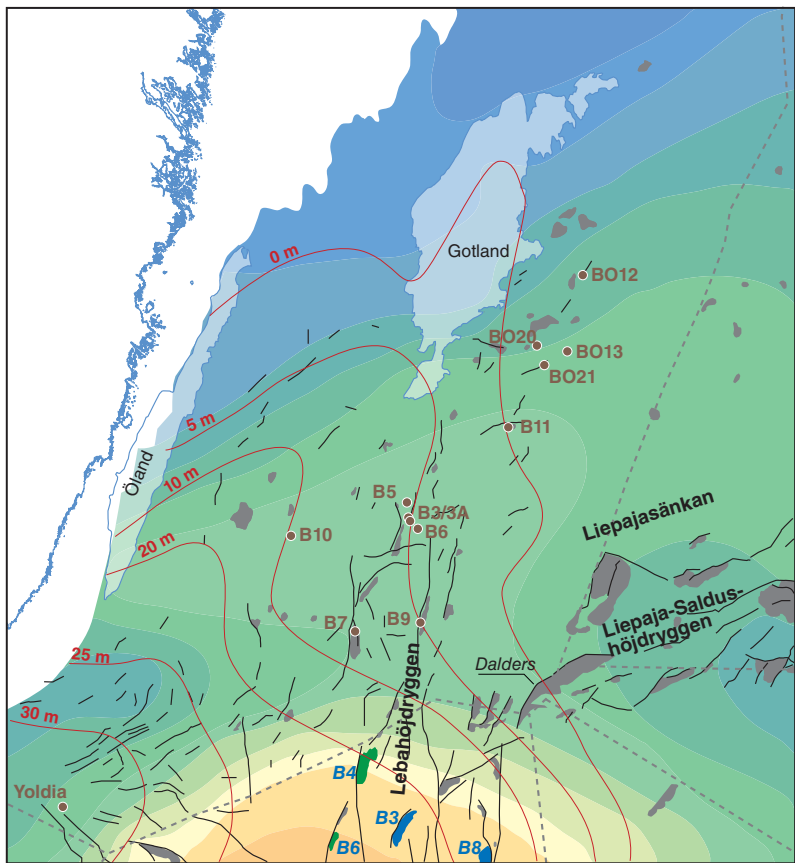 0 m
Gotland
BO12
BO20
BO13
BO21
5 m
B11
Öland
10 m
B5
B2-3A
B6
B10
Liepajasänkan
20 m
B7
B9
Liepaja-Saldus-
höjdryggen
25 m
Dalders
Lebahöjdryggen
30 m
B4
Yoldia
B3
B6
B8